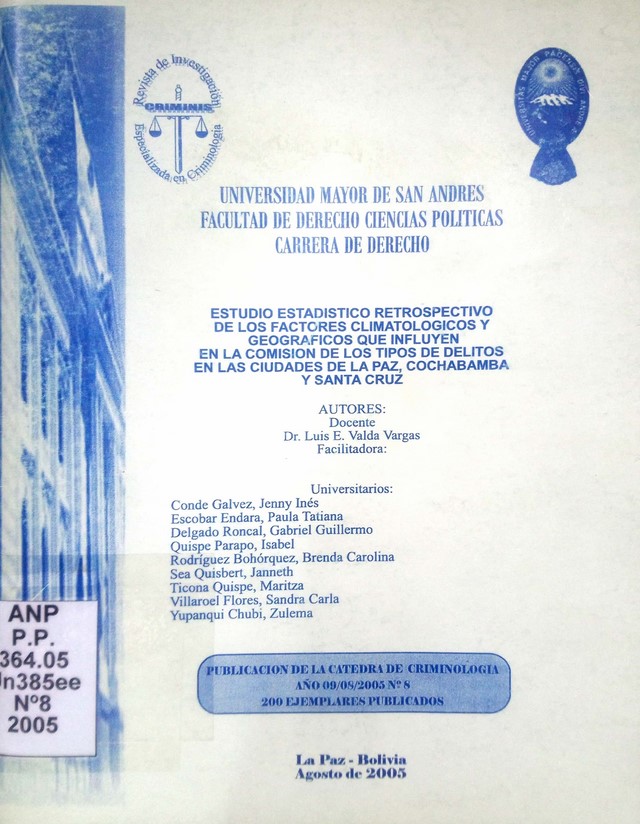 Revista de Investigación
CRIMINIS
Especializada en Criminología
UNIVERSIDAD MAYOR DE SAN ANDRES
FACULTAD DE DERECHO CIENCIAS POLITICAS
CARRERA DE DERECHO
ESTUDIO ESTADISTICO RETROSPECTIVO
DE LOS FACTORES CLIMATOLOGICOS Y
GEOGRAFICOS QUE INFLUYEN
EN LA COMISION DE LOS TIPOS DE DELITOS
EN LAS CIUDADES DE LA PAZ, COCHABAMBA
Y SANTA CRUZ
AUTORES:
Docente
Dr. Luis E. Valda Vargas
Facilitadora:
Universitarios:
Conde Galvez, Jenny Inés
Escobar Endara, Paula Tatiana
Delgado Roncal, Gabriel Guillermo
Quispe Parapo, Isabel
Rodríguez Bohórquez, Brenda Carolina
Sea Quisbert, Janneth
Ticona Quispe, Maritza
Villaroel Flores, Sandra Carla
Yupanqui Chubi, Zulema
PUBLICACION DE LA CATEDRA DE CRIMINOLOGIA
AÑO 09/08/2005 Nº 8
200 EJEMPLARES PUBLICADOS
La Paz - Bolivia
Agosto de 2005
ANP
P.P.
364.05
n385ee
Nº8
2005